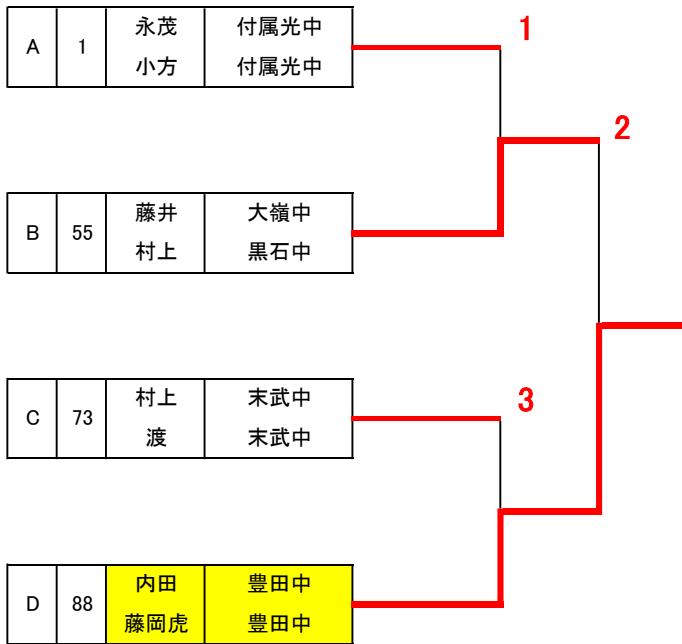 A 1 永茂 付属光中
小方 付属光中
1
2
B 55 藤井 大嶺中
村上 黒石中
C 73 村上 末武中
渡 末武中
3
D 88 内田 豊田中
藤岡虎 豊田中